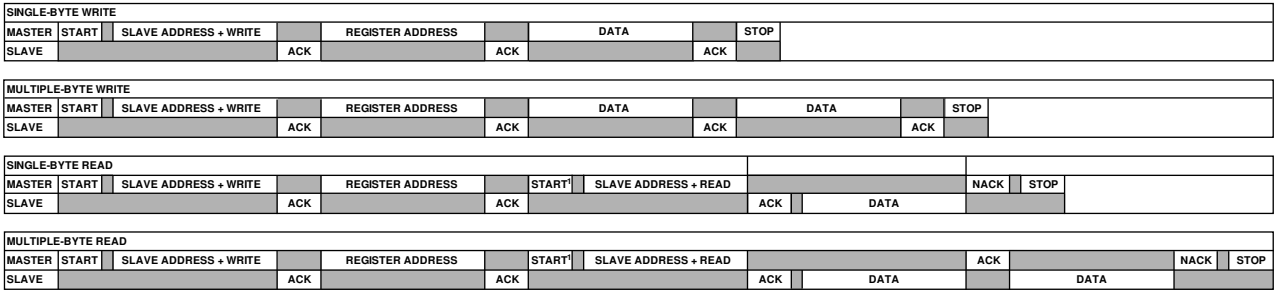 SINGLE-BYTE WRITE
MASTER START SLAVE ADDRESS + WRITE REGISTER ADDRESS DATA STOP
SLAVE ACK ACK ACK
MULTIPLE-BYTE WRITE
MASTER START SLAVE ADDRESS + WRITE REGISTER ADDRESS DATA DATA STOP
SLAVE ACK ACK ACK ACK
SINGLE-BYTE READ
MASTER START SLAVE ADDRESS + WRITE REGISTER ADDRESS START¹ SLAVE ADDRESS + READ NACK STOP
SLAVE ACK ACK ACK DATA
MULTIPLE-BYTE READ
MASTER START SLAVE ADDRESS + WRITE REGISTER ADDRESS START¹ SLAVE ADDRESS + READ ACK NACK STOP
SLAVE ACK ACK ACK DATA DATA